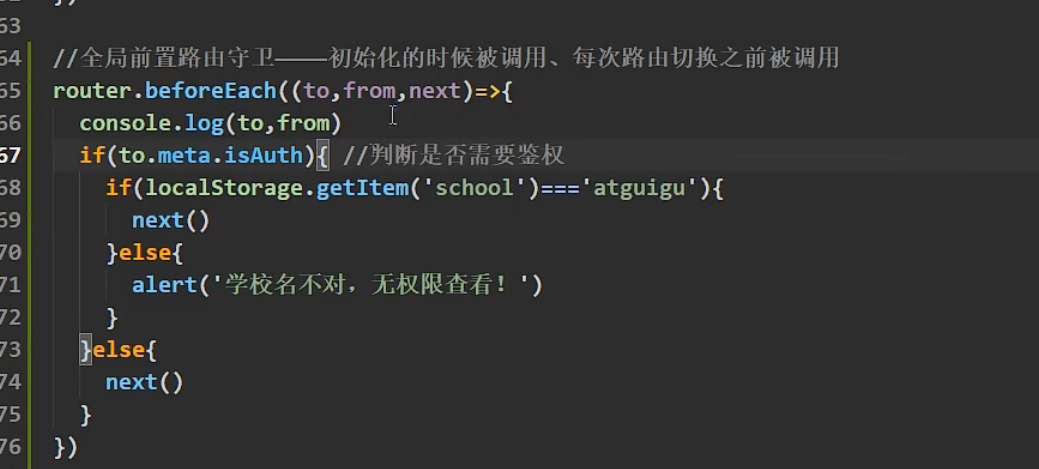 63
64 //全局前置路由守卫————初始化的时候被调用、每次路由切换之前被调用
65 router.beforeEach((to,from,next)=>{
66 console.log(to,from)
67 if(to.meta.isAuth){ //判断是否需要鉴权
68 if(localStorage.getItem('school')==='atguigu'){
69 next()
70 }else{
71 alert('学校名不对，无权限查看！')
72 }
73 }else{
74 next()
75 }
76 })